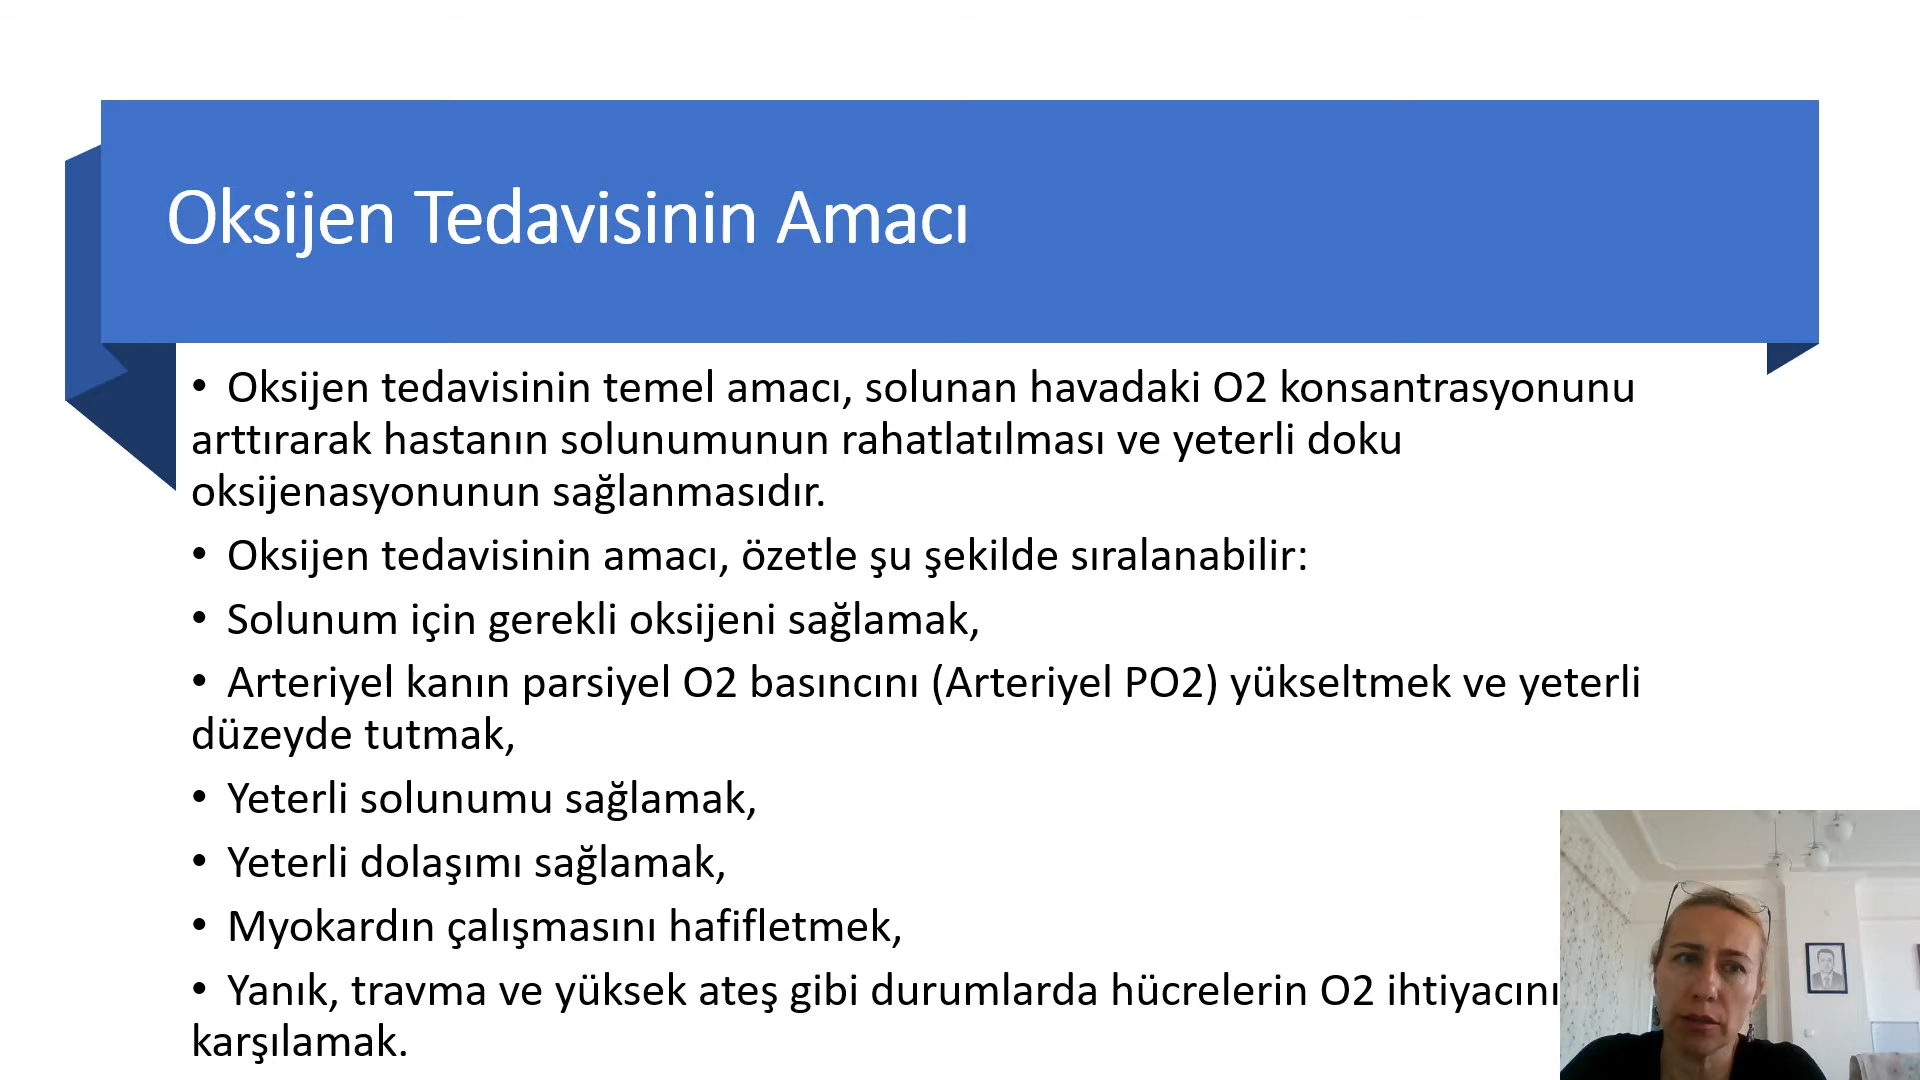 Oksijen Tedavisinin Amacı
• Oksijen tedavisinin temel amacı, solunan havadaki O2 konsantrasyonunu
arttırarak hastanın solunumunun rahatlatılması ve yeterli doku
oksijenasyonunun sağlanmasıdır.
• Oksijen tedavisinin amacı, özetle şu şekilde sıralanabilir:
• Solunum için gerekli oksijeni sağlamak,
• Arteriyel kanın parsiyel O2 basıncını (Arteriyel PO2) yükseltmek ve yeterli
düzeyde tutmak,
• Yeterli solunumu sağlamak,
• Yeterli dolaşımı sağlamak,
• Myokardın çalışmasını hafifletmek,
• Yanık, travma ve yüksek ateş gibi durumlarda hücrelerin O2 ihtiyacını
karşılamak.